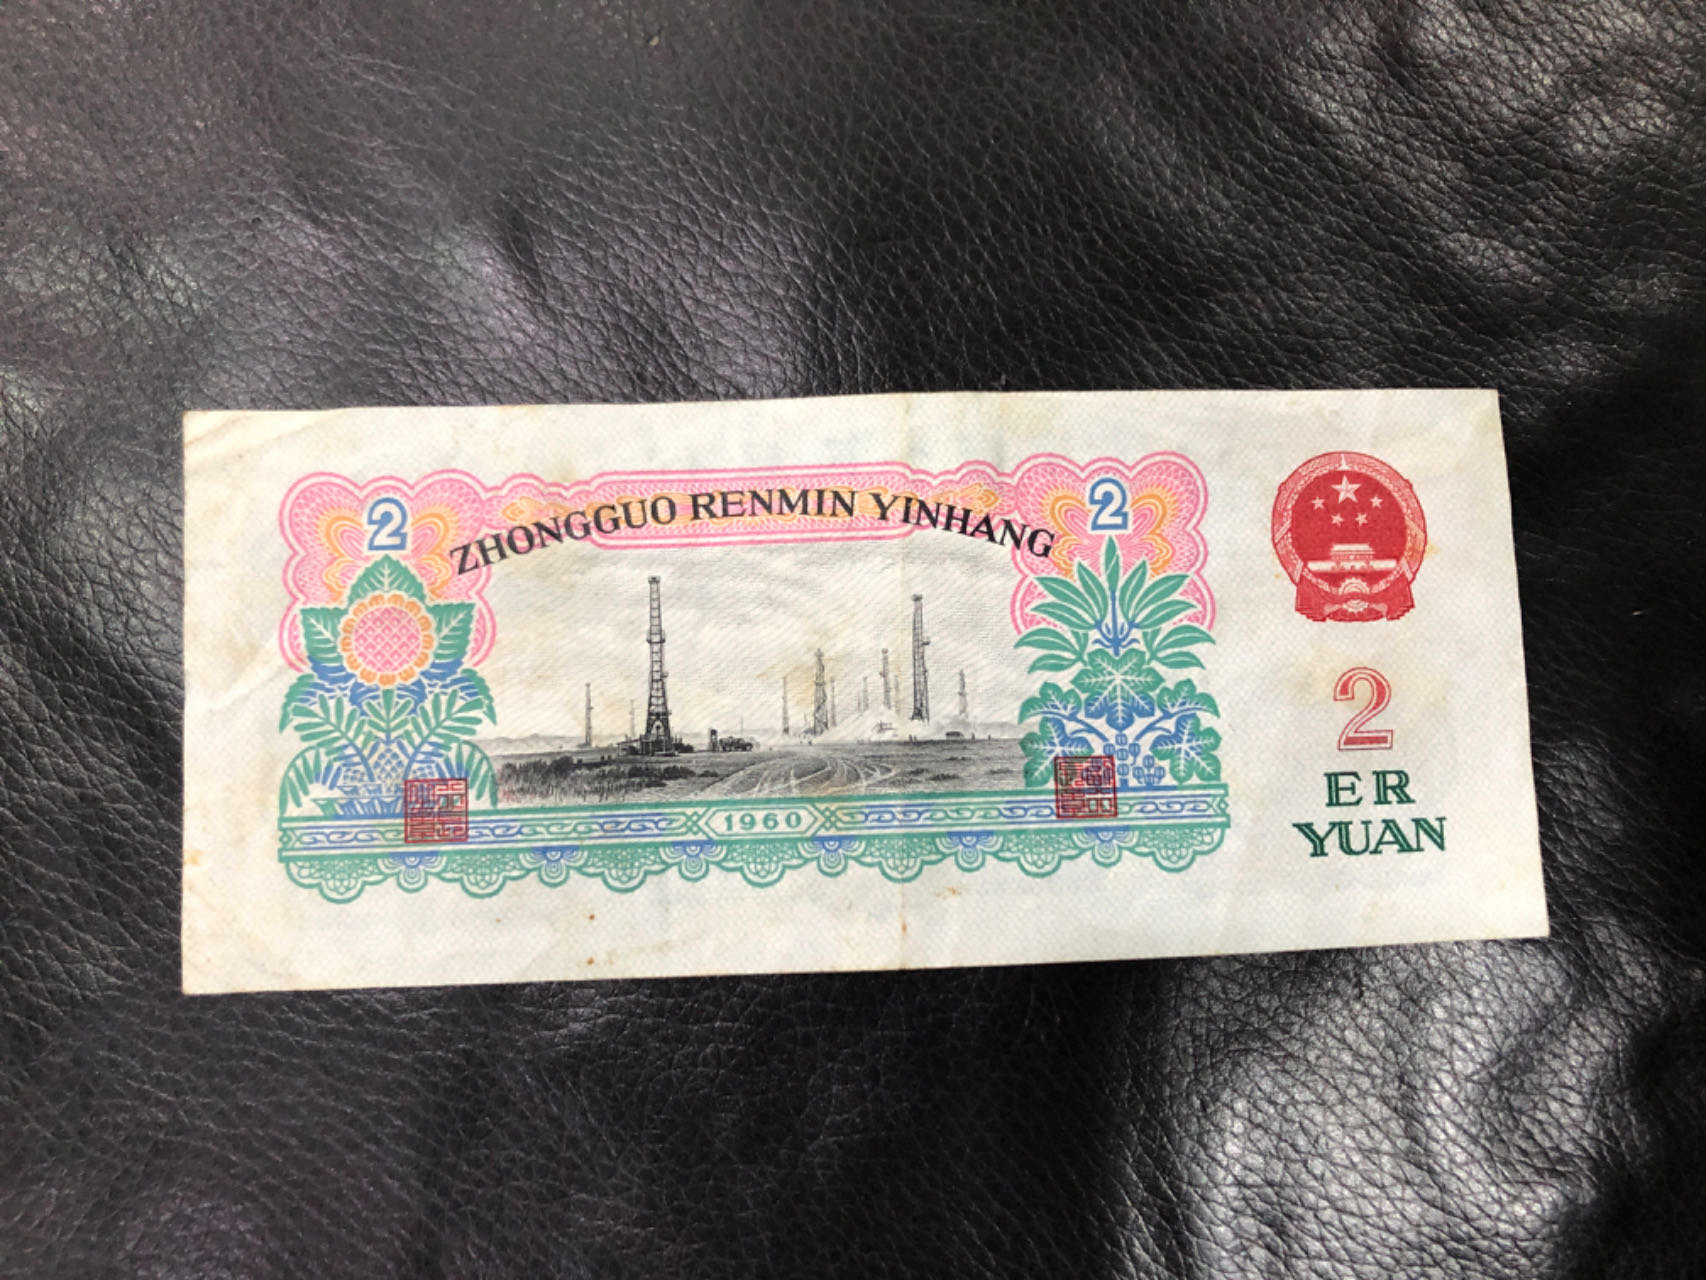 2
2
ZHONGGUO RENMIN YINHANG
1960
2
ER
YUAN